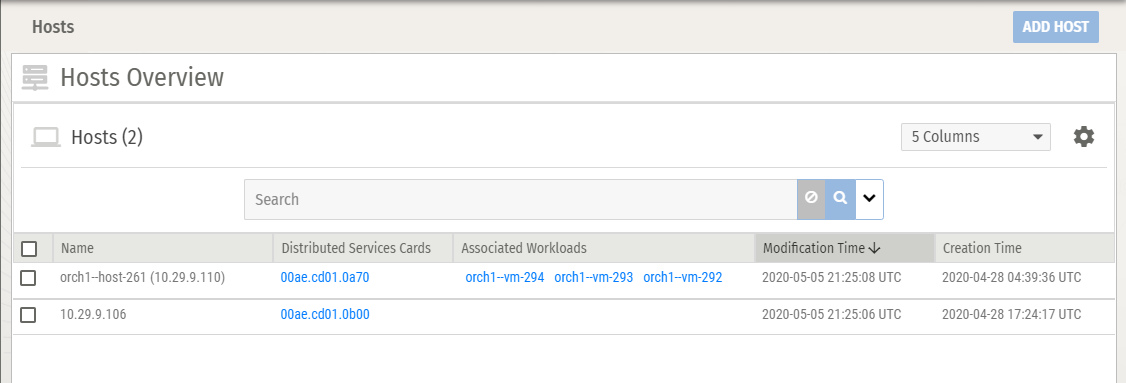 Hosts
ADD HOST
Hosts Overview
Hosts (2)
5 Columns
Search
Name Distributed Services Cards Associated Workloads Modification Time Creation Time
orch1--host-261 (10.29.9.110) 00ae.cd01.0a70 orch1--vm-294 orch1--vm-293 orch1--vm-292 2020-05-05 21:25:08 UTC 2020-04-28 04:39:36 UTC
10.29.9.106 00ae.cd01.0b00 2020-05-05 21:25:06 UTC 2020-04-28 17:24:17 UTC